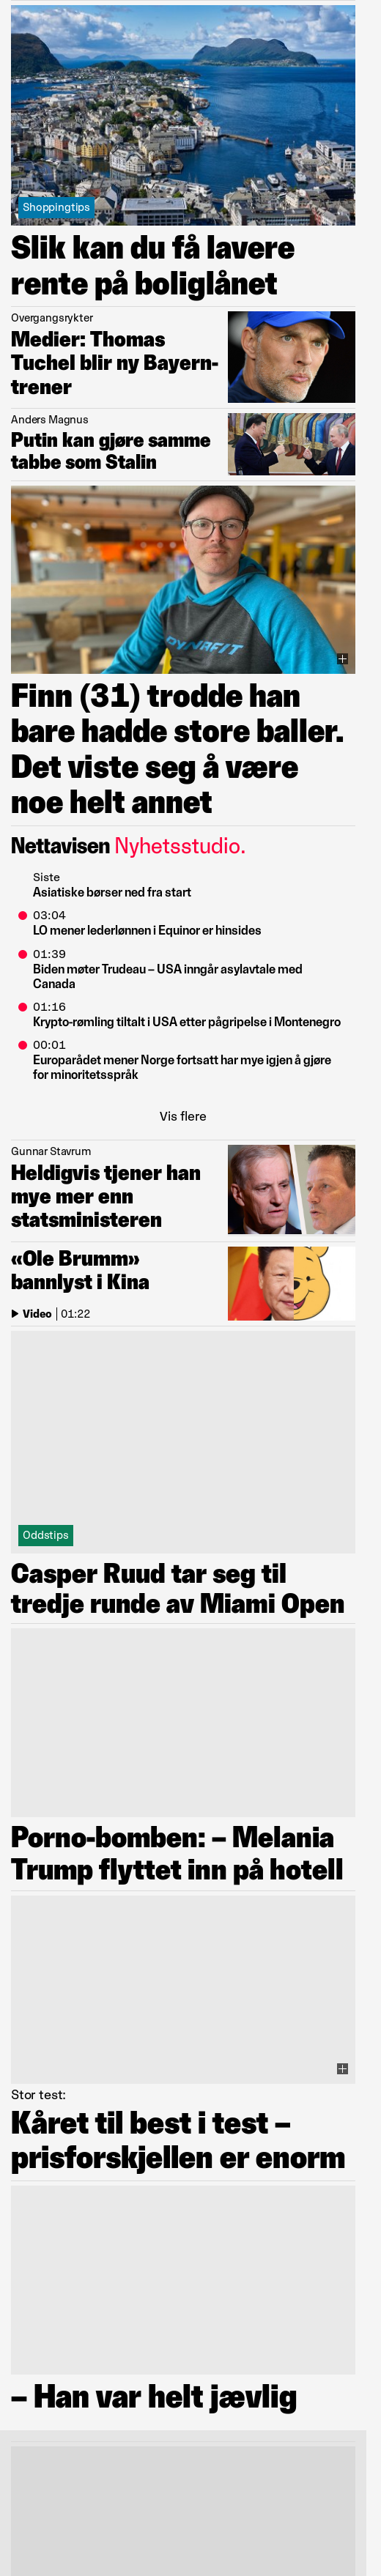 Shoppingtips
Slik kan du få lavere
rente på boliglånet
Overgangsrykter
Medier: Thomas
Tuchel blir ny Bayern-
trener
Anders Magnus
Putin kan gjøre samme
tabbe som Stalin
DYNAFIT
Finn (31) trodde han
bare hadde store baller.
Det viste seg å være
noe helt annet
Nettavisen Nyhetsstudio.
Siste
Asiatiske børser ned fra start
03:04
LO mener lederlønnen i Equinor er hinsides
01:39
Biden møter Trudeau – USA inngår asylavtale med
Canada
01:16
Krypto-rømling tiltalt i USA etter pågripelse i Montenegro
00:01
Europarådet mener Norge fortsatt har mye igjen å gjøre
for minoritetsspråk
Vis flere
Gunnar Stavrum
Heldigvis tjener han
mye mer enn
statsministeren
«Ole Brumm»
bannlyst i Kina
Video | 01:22
Oddstips
Casper Ruud tar seg til
tredje runde av Miami Open
Porno-bomben: – Melania
Trump flyttet inn på hotell
Stor test:
Kåret til best i test –
prisforskjellen er enorm
– Han var helt jævlig